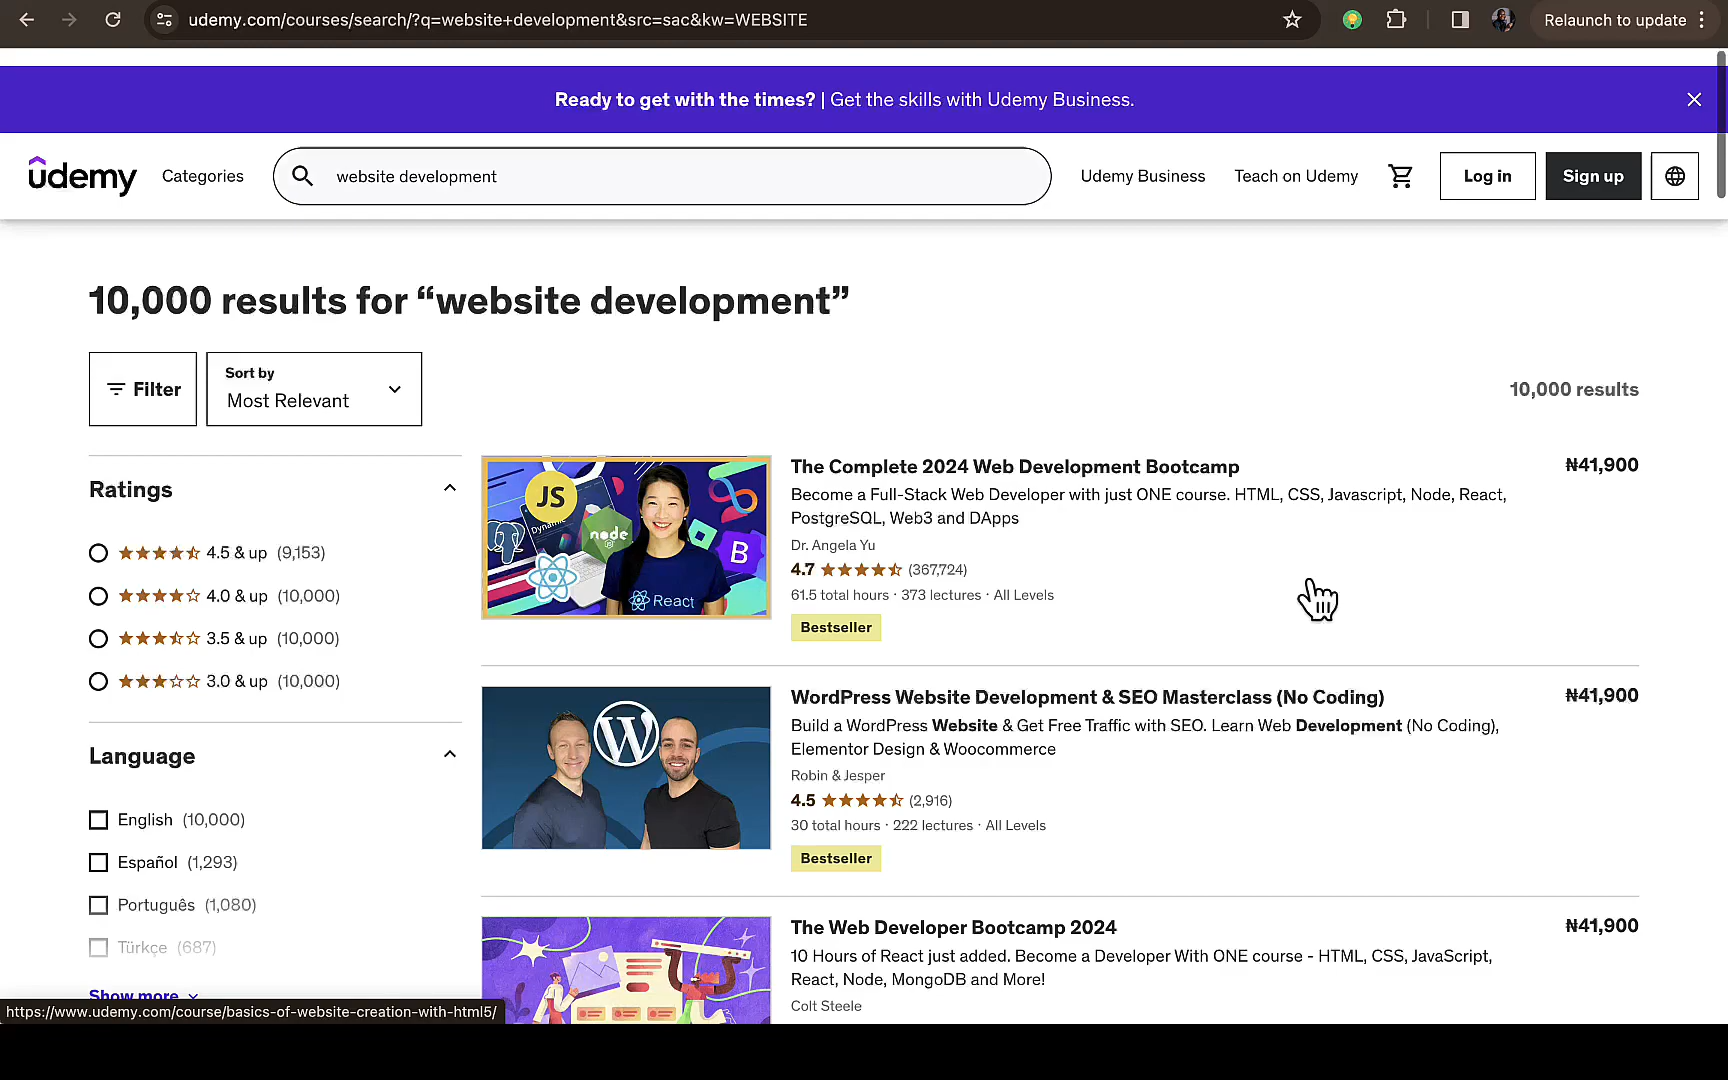 udemy.com/courses/search/?q=website+development&src=sac&kw=WEBSITE
Relaunch to update
Ready to get with the times? | Get the skills with Udemy Business.
udemy
Categories
website development
Udemy Business
Teach on Udemy
Log in
Sign up
10,000 results for “website development”
Filter
Sort by
Most Relevant
10,000 results
Ratings
4.5 & up (9,153)
4.0 & up (10,000)
3.5 & up (10,000)
3.0 & up (10,000)
Language
English (10,000)
Español (1,293)
Português (1,080)
Türkçe (687)
Show more
JS
node
B
React
The Complete 2024 Web Development Bootcamp
₦41,900
Become a Full-Stack Web Developer with just ONE course. HTML, CSS, Javascript, Node, React,
PostgreSQL, Web3 and DApps
Dr. Angela Yu
4.7 (367,724)
61.5 total hours · 373 lectures · All Levels
Bestseller
W
WordPress Website Development & SEO Masterclass (No Coding)
₦41,900
Build a WordPress Website & Get Free Traffic with SEO. Learn Web Development (No Coding),
Elementor Design & Woocommerce
Robin & Jesper
4.5 (2,916)
30 total hours · 222 lectures · All Levels
Bestseller
The Web Developer Bootcamp 2024
₦41,900
10 Hours of React just added. Become a Developer With ONE course - HTML, CSS, JavaScript,
React, Node, MongoDB and More!
Colt Steele
https://www.udemy.com/course/basics-of-website-creation-with-html5/